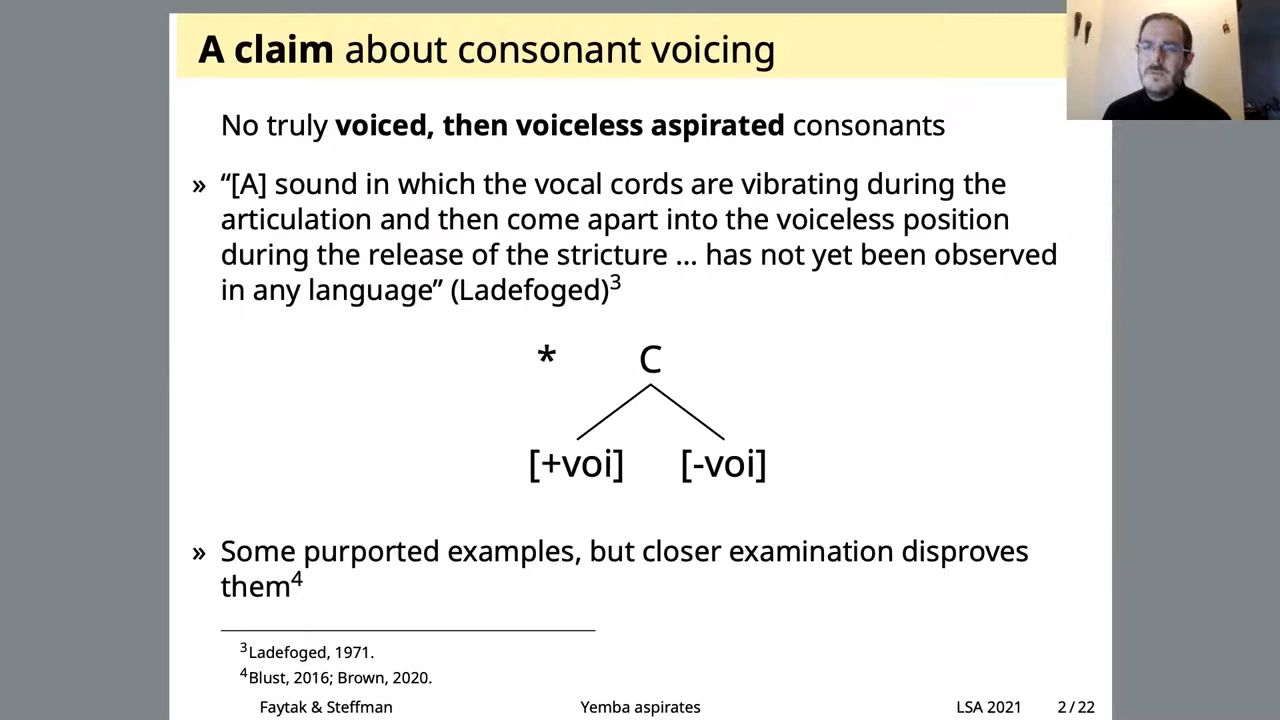 A claim about consonant voicing
No truly voiced, then voiceless aspirated consonants
» “[A] sound in which the vocal cords are vibrating during the
articulation and then come apart into the voiceless position
during the release of the stricture ... has not yet been observed
in any language” (Ladefoged)3
* C
[+voi] [-voi]
» Some purported examples, but closer examination disproves
them4
3Ladefoged, 1971.
4Blust, 2016; Brown, 2020.
Faytak & Steffman Yemba aspirates LSA 2021 2 / 22